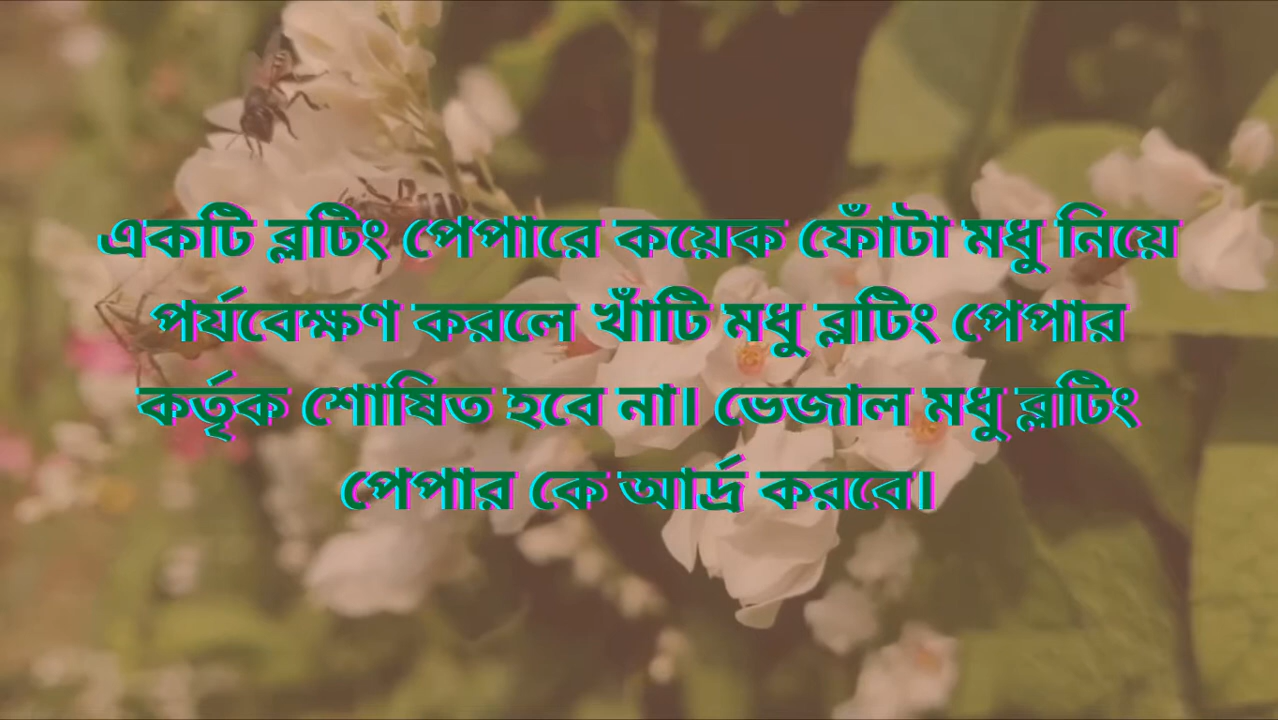 একটি ব্লটিং পেপারে কয়েক ফোঁটা মধু নিয়ে
পর্যবেক্ষণ করলে খাঁটি মধু ব্লটিং পেপার
কর্তৃক শোষিত হবে না। ভেজাল মধু ব্লটিং
পেপার কে আর্দ্র করবে।